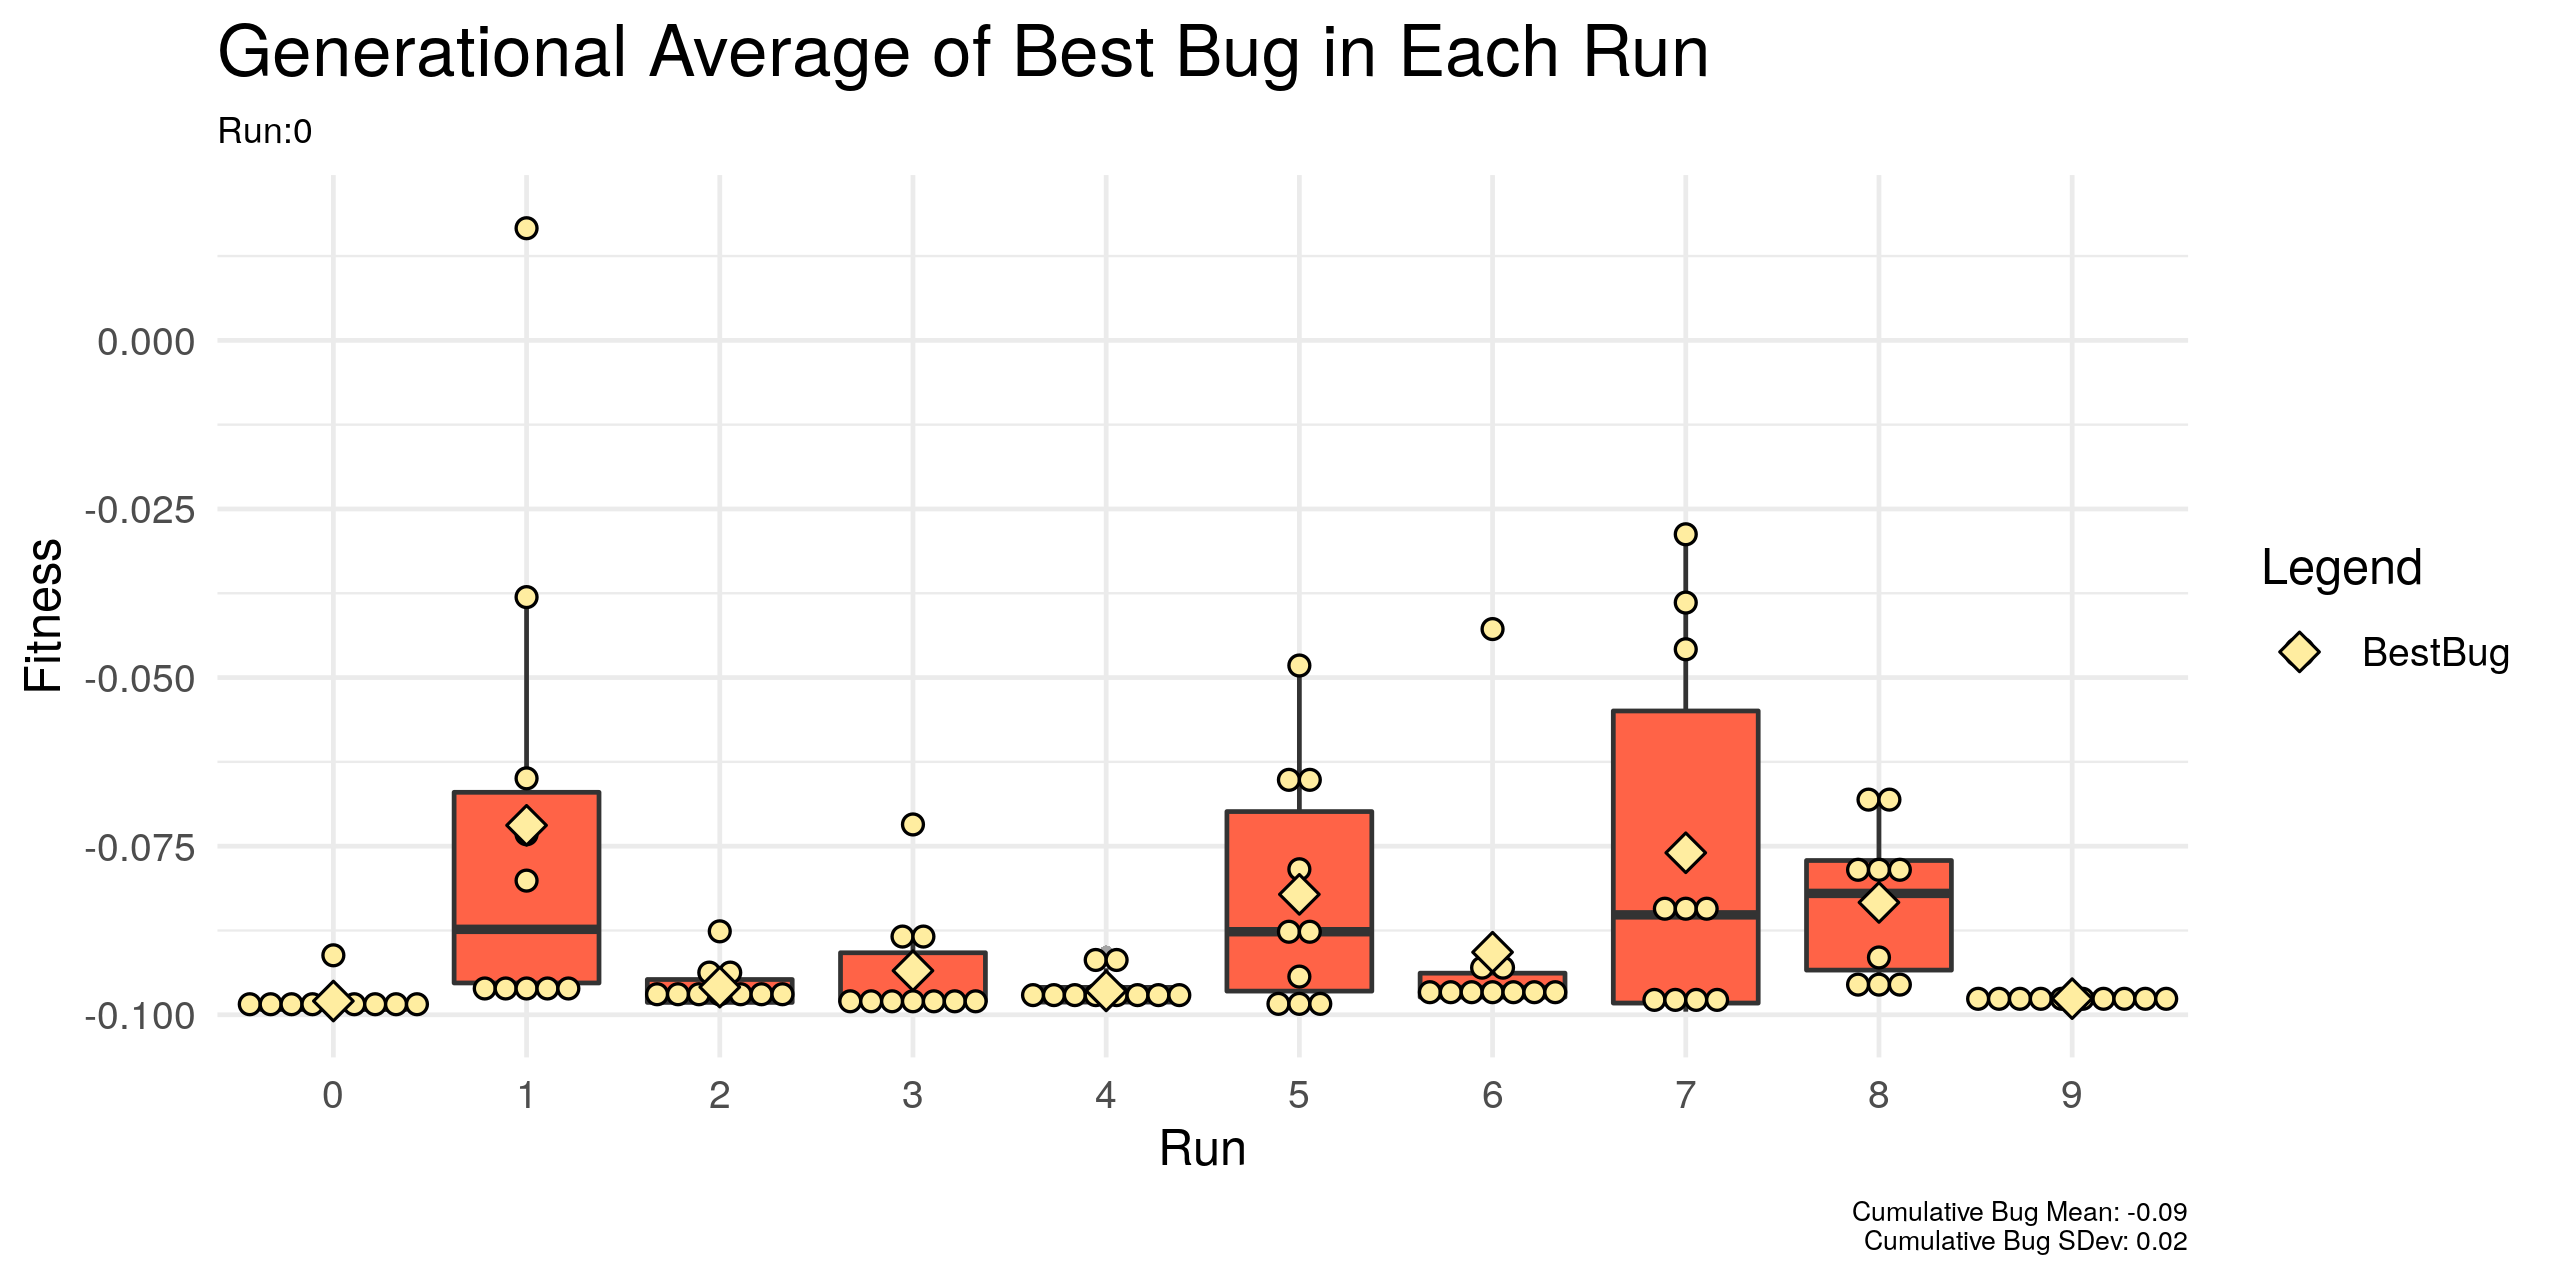 Generational Average of Best Bug in Each Run
Run:0
Fitness
0.000
-0.025
-0.050
-0.075
-0.100
0 1 2 3 4 5 6 7 8 9
Run
Legend
BestBug
Cumulative Bug Mean: -0.09
Cumulative Bug SDev: 0.02